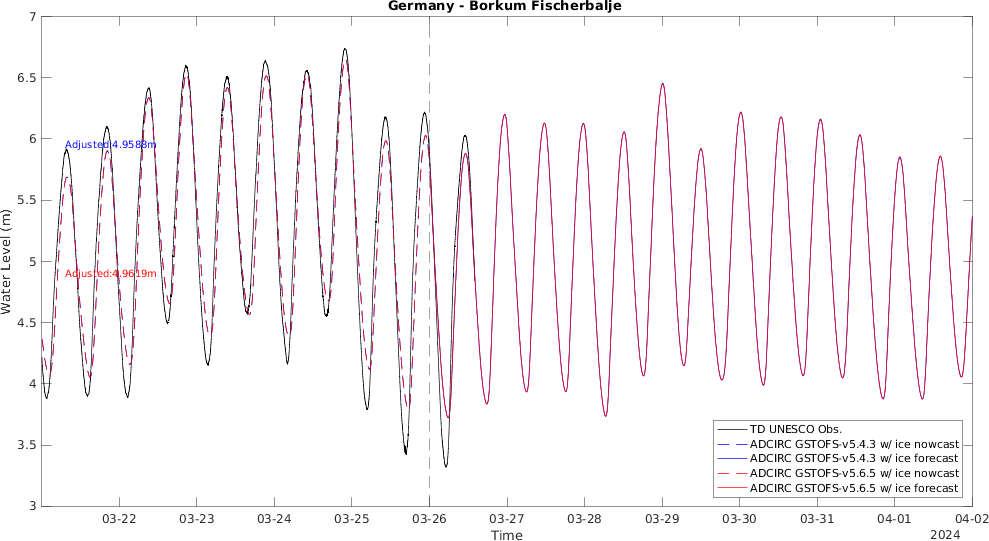 Germany - Borkum Fischerbalje
7
6.5
6
5.5
5
4.5
4
3.5
3
Water Level (m)
Adjusted:4.9588m
Adjusted:4.9619m
TD UNESCO Obs.
ADCIRC GSTOFS-v5.4.3 w/ ice nowcast
ADCIRC GSTOFS-v5.4.3 w/ ice forecast
ADCIRC GSTOFS-v5.6.5 w/ ice nowcast
ADCIRC GSTOFS-v5.6.5 w/ ice forecast
03-22 03-23 03-24 03-25 03-26 03-27 03-28 03-29 03-30 03-31 04-01 04-02
Time
2024